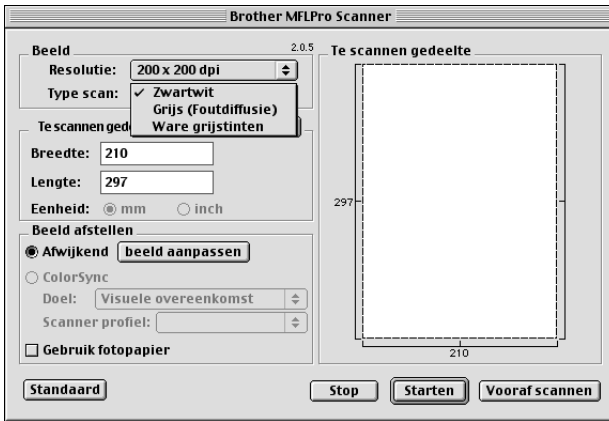 Brother MFLPro Scanner
Beeld
2.0.5
Resolutie: 200 x 200 dpi
Type scan: ✓ Zwartwit
Grijs (Foutdiffusie)
Ware grijstinten
Te scannen ged
Breedte: 210
Lengte: 297
Eenheid: mm inch
Beeld afstellen
Afwijkend beeld aanpassen
ColorSync
Doel: Visuele overeenkomst
Scanner profiel:
Gebruik fotopapier
Te scannen gedeelte
297
210
Standaard
Stop
Starten
Vooraf scannen